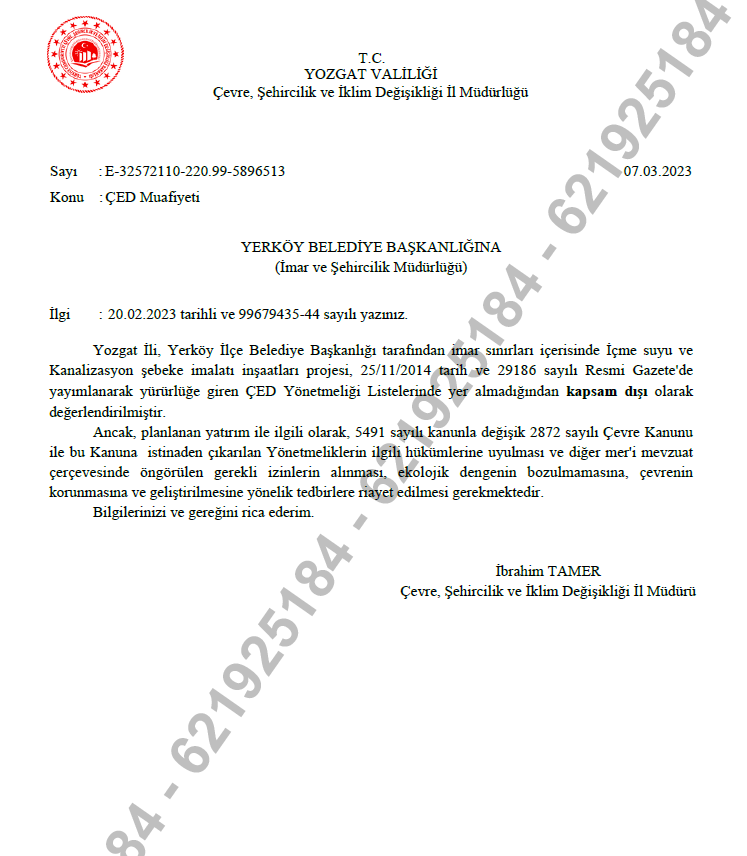 T.C.
YOZGAT VALİLİĞİ
Çevre, Şehircilik ve İklim Değişikliği İl Müdürlüğü
Sayı : E-32572110-220.99-5896513 07.03.2023
Konu : ÇED Muafiyeti
YERKÖY BELEDİYE BAŞKANLIĞINA
(İmar ve Şehircilik Müdürlüğü)
İlgi : 20.02.2023 tarihli ve 99679435-44 sayılı yazınız.
Yozgat İli, Yerköy İlçe Belediye Başkanlığı tarafından imar sınırları içerisinde İçme suyu ve
Kanalizasyon şebeke imalatı inşaatları projesi, 25/11/2014 tarih ve 29186 sayılı Resmi Gazete'de
yayımlanarak yürürlüğe giren ÇED Yönetmeliği Listelerinde yer almadığından kapsam dışı olarak
değerlendirilmiştir.
Ancak, planlanan yatırım ile ilgili olarak, 5491 sayılı kanunla değişik 2872 sayılı Çevre Kanunu
ile bu Kanuna istinaden çıkarılan Yönetmeliklerin ilgili hükümlerine uyulması ve diğer mer'i mevzuat
çerçevesinde öngörülen gerekli izinlerin alınması, ekolojik dengenin bozulmamasına, çevrenin
korunmasına ve geliştirilmesine yönelik tedbirlere riayet edilmesi gerekmektedir.
Bilgilerinizi ve gereğini rica ederim.
İbrahim TAMER
Çevre, Şehircilik ve İklim Değişikliği İl Müdürü
84 - 621925184 - 621925184 - 621925184 - 621925184